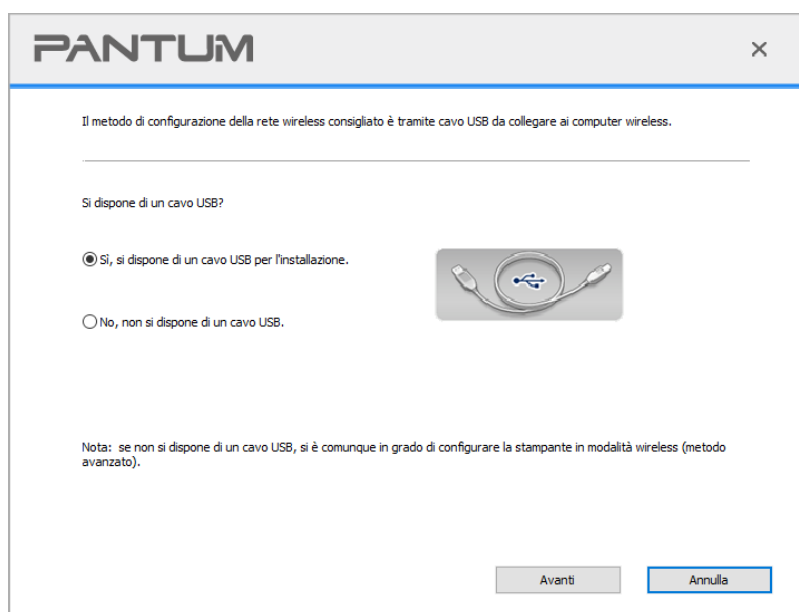 PANTUM
Il metodo di configurazione della rete wireless consigliato è tramite cavo USB da collegare ai computer wireless.
Si dispone di un cavo USB?
Sì, si dispone di un cavo USB per l'installazione.
No, non si dispone di un cavo USB.
Nota: se non si dispone di un cavo USB, si è comunque in grado di configurare la stampante in modalità wireless (metodo
avanzato).
Avanti
Annulla